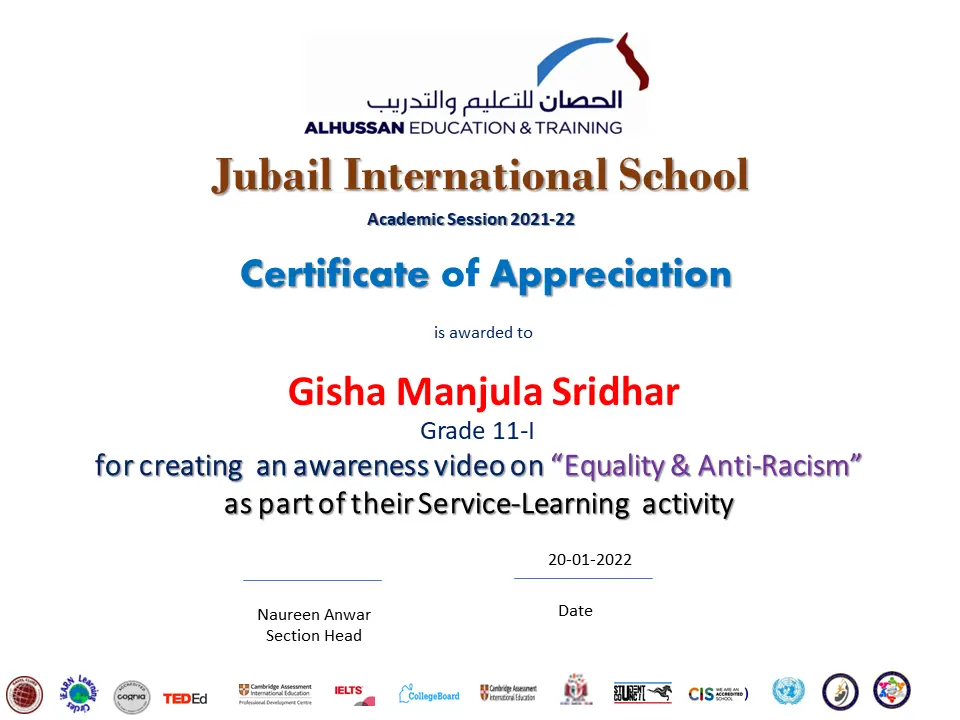 الحصان للتعليم والتدريب
ALHUSSAN EDUCATION & TRAINING
Jubail International School
Academic Session 2021-22
Certificate of Appreciation
is awarded to
Gisha Manjula Sridhar
Grade 11-I
for creating an awareness video on “Equality & Anti-Racism”
as part of their Service-Learning activity
20-01-2022
Naureen Anwar
Date
Section Head
iEARN Learning Circles
cognia
TEDEd
Cambridge Assessment
International Education
Professional Development Centre
IELTS
CollegeBoard
Cambridge Assessment
International Education
STUDENT
CIS WE ARE AN ACCREDITED SCHOOL